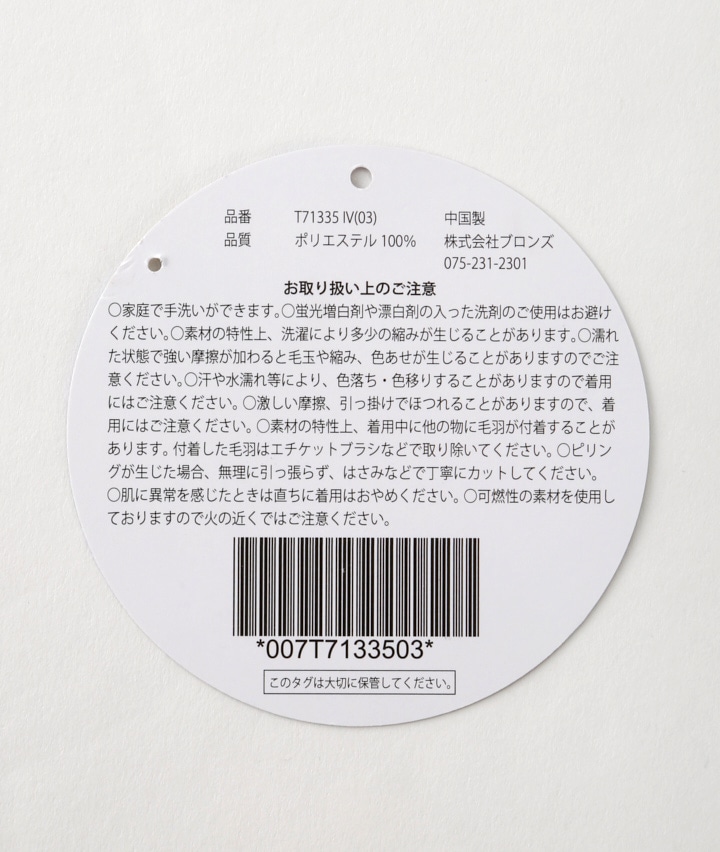 品番 T71335 IV(03) 中国製
品質 ポリエステル 100% 株式会社ブロンズ
075-231-2301
お取り扱い上のご注意
○家庭で手洗いができます。○蛍光増白剤や漂白剤の入った洗剤のご使用はお避け
ください。○素材の特性上、洗濯により多少の縮みが生じることがあります。○濡れ
た状態で強い摩擦が加わると毛玉や縮み、色あせが生じることがありますのでご注
意ください。○汗や水濡れ等により、色落ち・色移りすることがありますので着用
にはご注意ください。○激しい摩擦、引っ掛けでほつれることがありますので、着
用にはご注意ください。○素材の特性上、着用中に他の物に毛羽が付着することが
あります。付着した毛羽はエチケットブラシなどで取り除いてください。○ピリン
グが生じた場合、無理に引っ張らず、はさみなどで丁寧にカットしてください。
○肌に異常を感じたときは直ちに着用はおやめください。○可燃性の素材を使用し
ておりますので火の近くではご注意ください。
*007T7133503*
このタグは大切に保管してください。